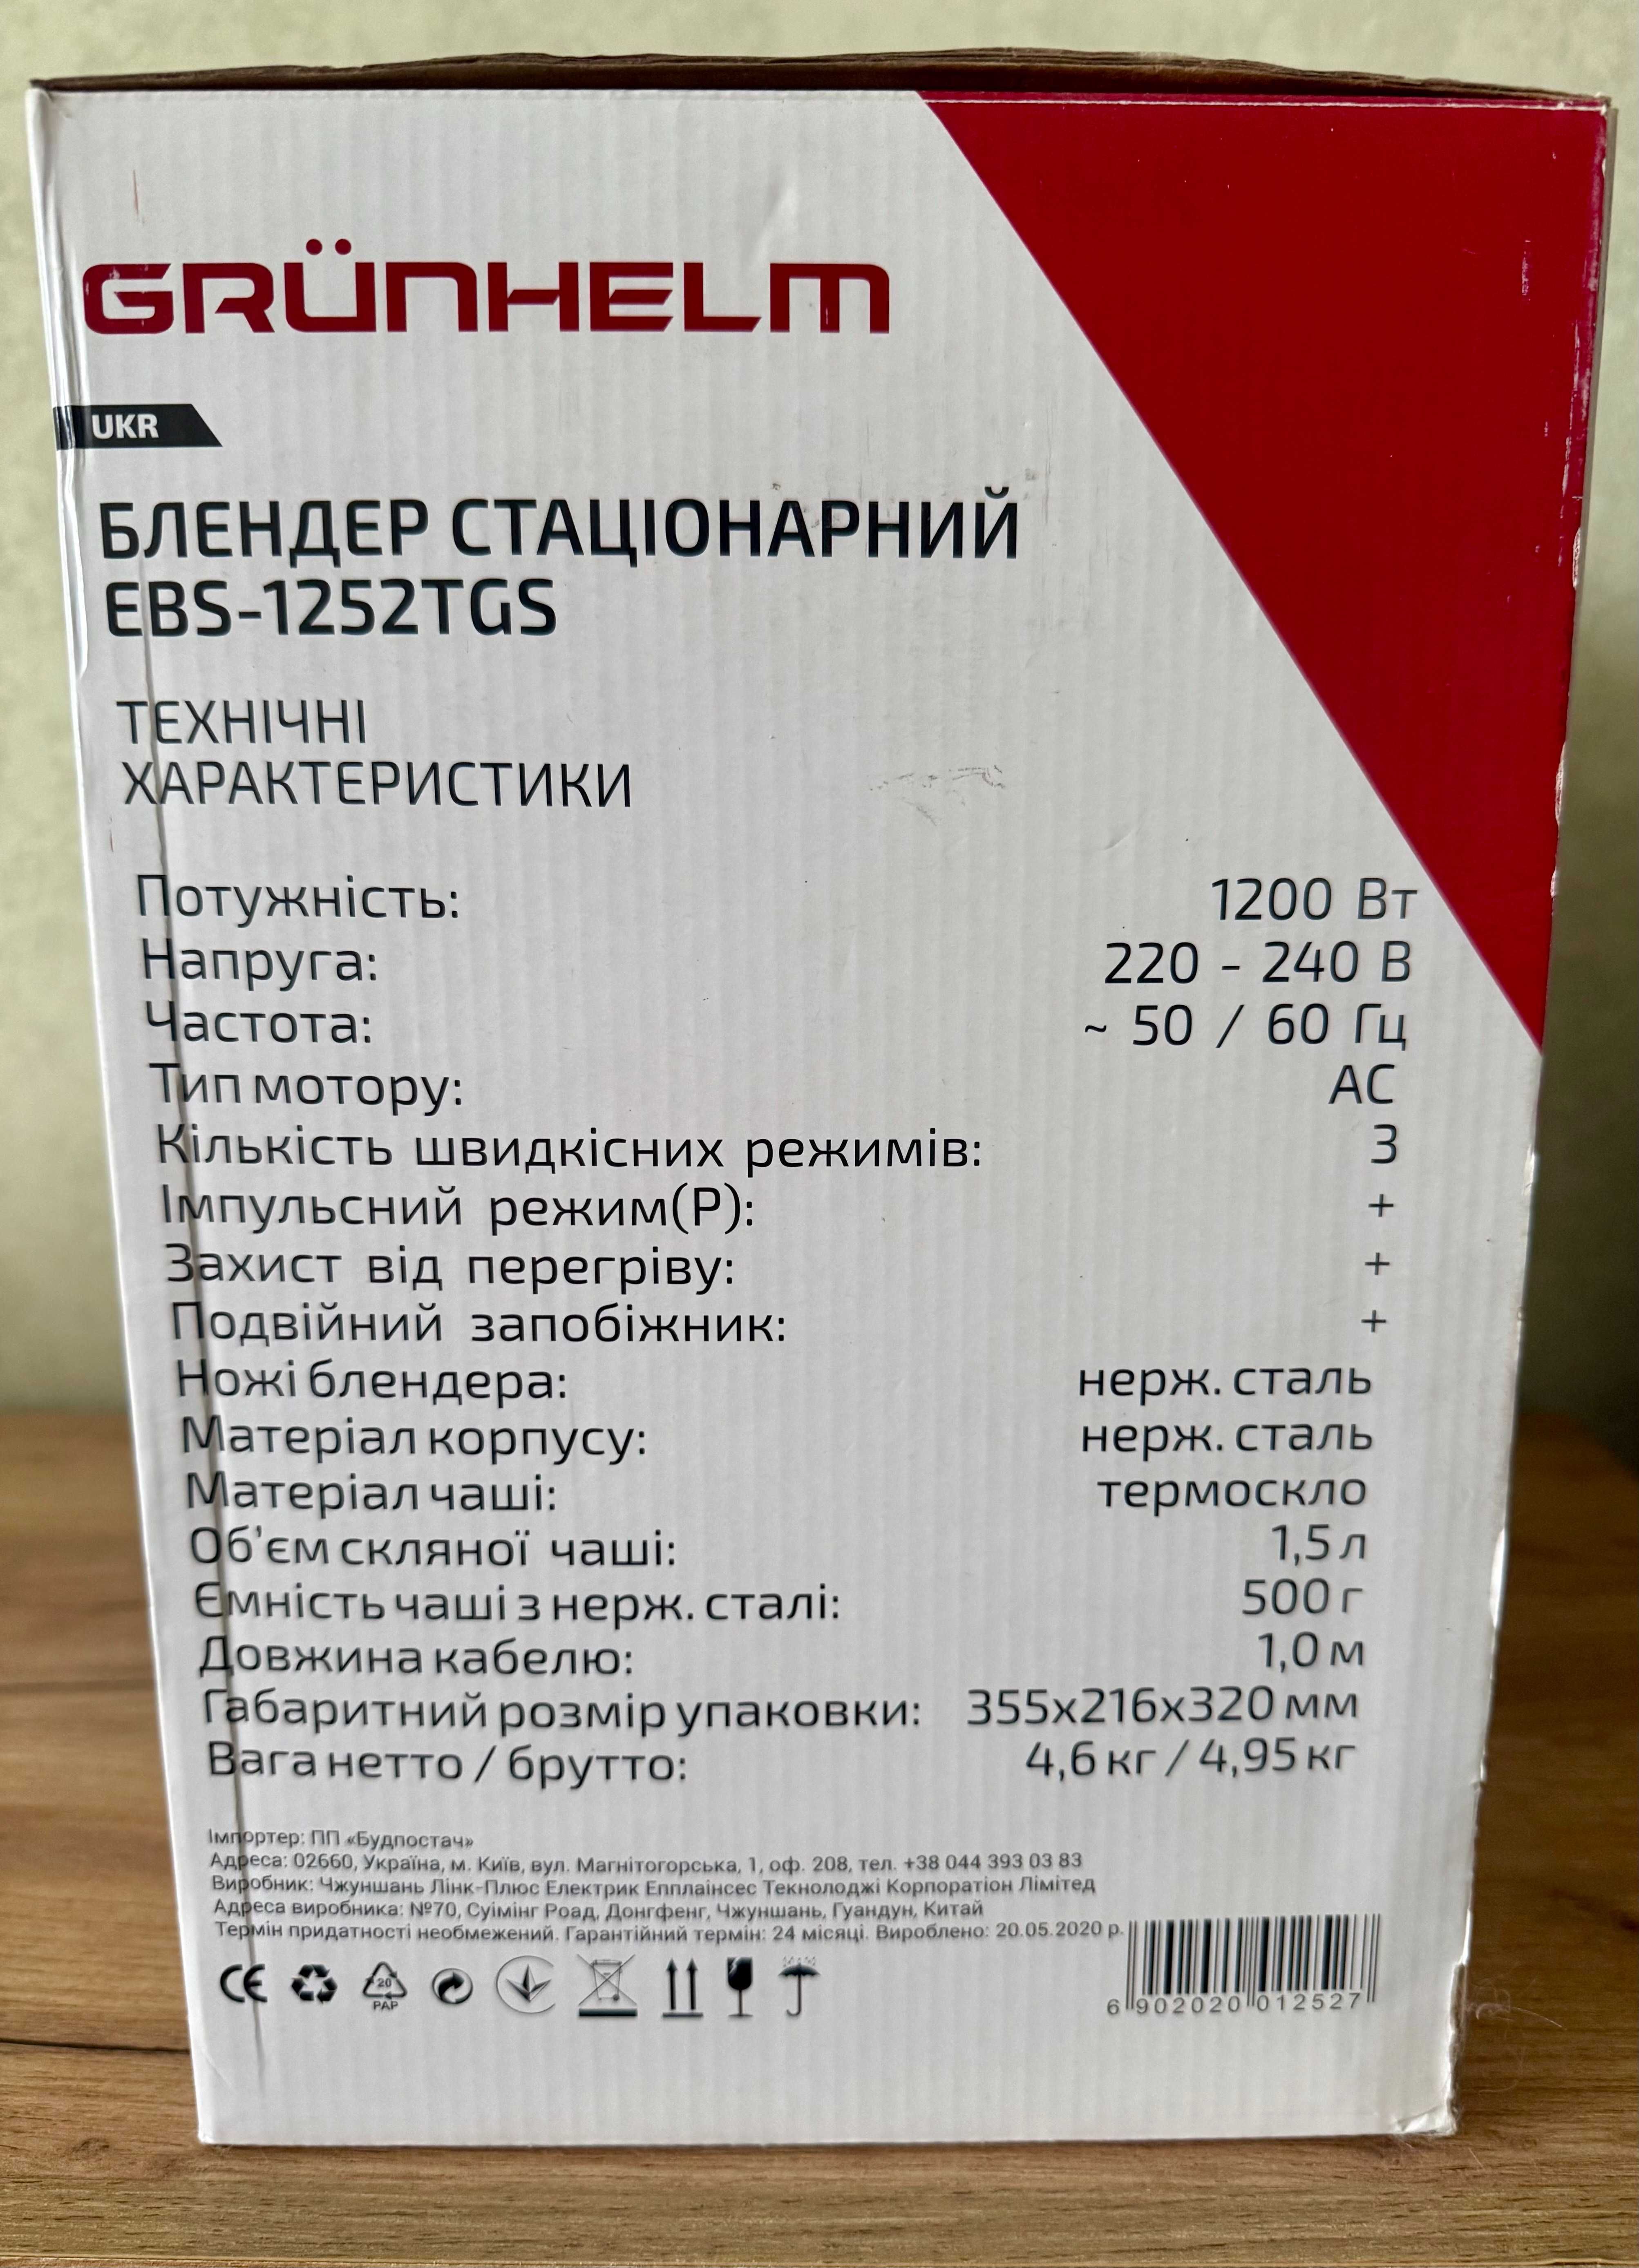 GRÜNHELM
UKR
БЛЕНДЕР СТАЦІОНАРНИЙ
EBS-1252TGS
ТЕХНІЧНІ
ХАРАКТЕРИСТИКИ
Потужність: 1200 Вт
Напруга: 220 - 240 В
Частота: ~ 50 / 60 Гц
Тип мотору: AC
Кількість швидкісних режимів: 3
Імпульсний режим(P): +
Захист від перегріву: +
Подвійний запобіжник: +
Ножі блендера: нерж. сталь
Матеріал корпусу: нерж. сталь
Матеріал чаші: термоскло
Об'єм скляної чаші: 1,5 л
Ємність чаші з нерж. сталі: 500 г
Довжина кабелю: 1,0 м
Габаритний розмір упаковки: 355х216х320 мм
Вага нетто / брутто: 4,6 кг / 4,95 кг
Імпортер: ПП «Будпостач»
Адреса: 02660, Україна, м. Київ, вул. Магнітогорська, 1, оф. 208, тел. +38 044 393 03 83
Виробник: Чжуншань Лінк-Плюс Електрик Епплаінсес Текнолоджі Корпоратіон Лімітед
Адреса виробника: №70, Суімінг Роад, Донгфенг, Чжуншань, Гуандун, Китай
Термін придатності необмежений. Гарантійний термін: 24 місяці. Вироблено: 20.05.2020 р.
CE
20
PAP
6 902020 012527